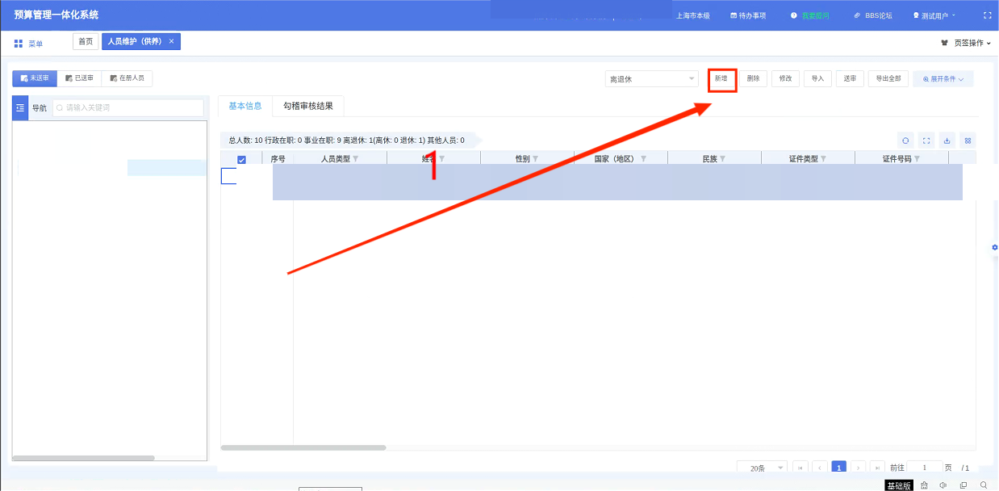 预算管理一体化系统 上海市本级 待办事项 我要提问 BBS论坛 测试用户
菜单 首页 人员维护（供养） × 页签操作
未送审 已送审 在册人员 离退休 新增 删除 修改 导入 送审 导出全部 展开条件
导航 请输入关键词 基本信息 勾稽审核结果
总人数: 10 行政在职: 0 事业在职: 9 离退休: 1(离休: 0 退休: 1) 其他人员: 0
序号 人员类型 姓名 性别 国家（地区） 民族 证件类型 证件号码
1
20条 1 前往 1 页 / 1
基础版